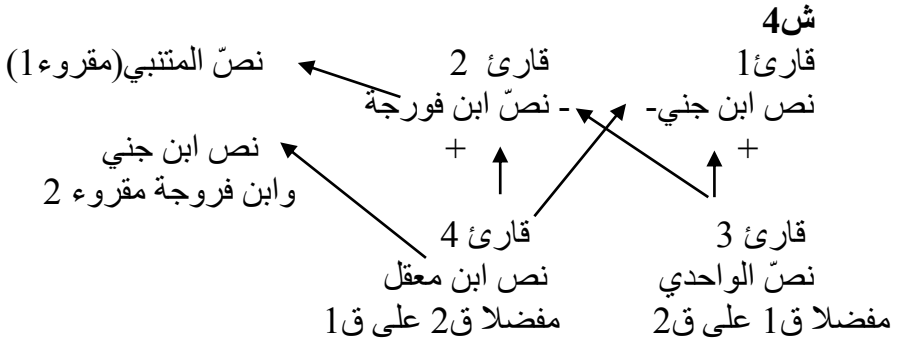 ش4
قارئ1 قارئ 2 نصّ المتنبي(مقروء1)
نص ابن جني- - نصّ ابن فورجة
+ + نص ابن جني
وابن فروجة مقروء 2
قارئ 3 قارئ 4
نصّ الواحدي نص ابن معقل
مفضلا ق1 على ق2 مفضلا ق2 على ق1